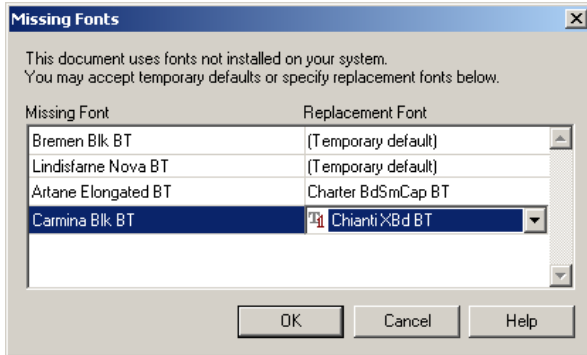 Missing Fonts
This document uses fonts not installed on your system.
You may accept temporary defaults or specify replacement fonts below.
Missing Font Replacement Font
Bremen Blk BT (Temporary default)
Lindisfarne Nova BT (Temporary default)
Artane Elongated BT Charter BdSmCap BT
Carmina Blk BT Chianti XBd BT
OK Cancel Help